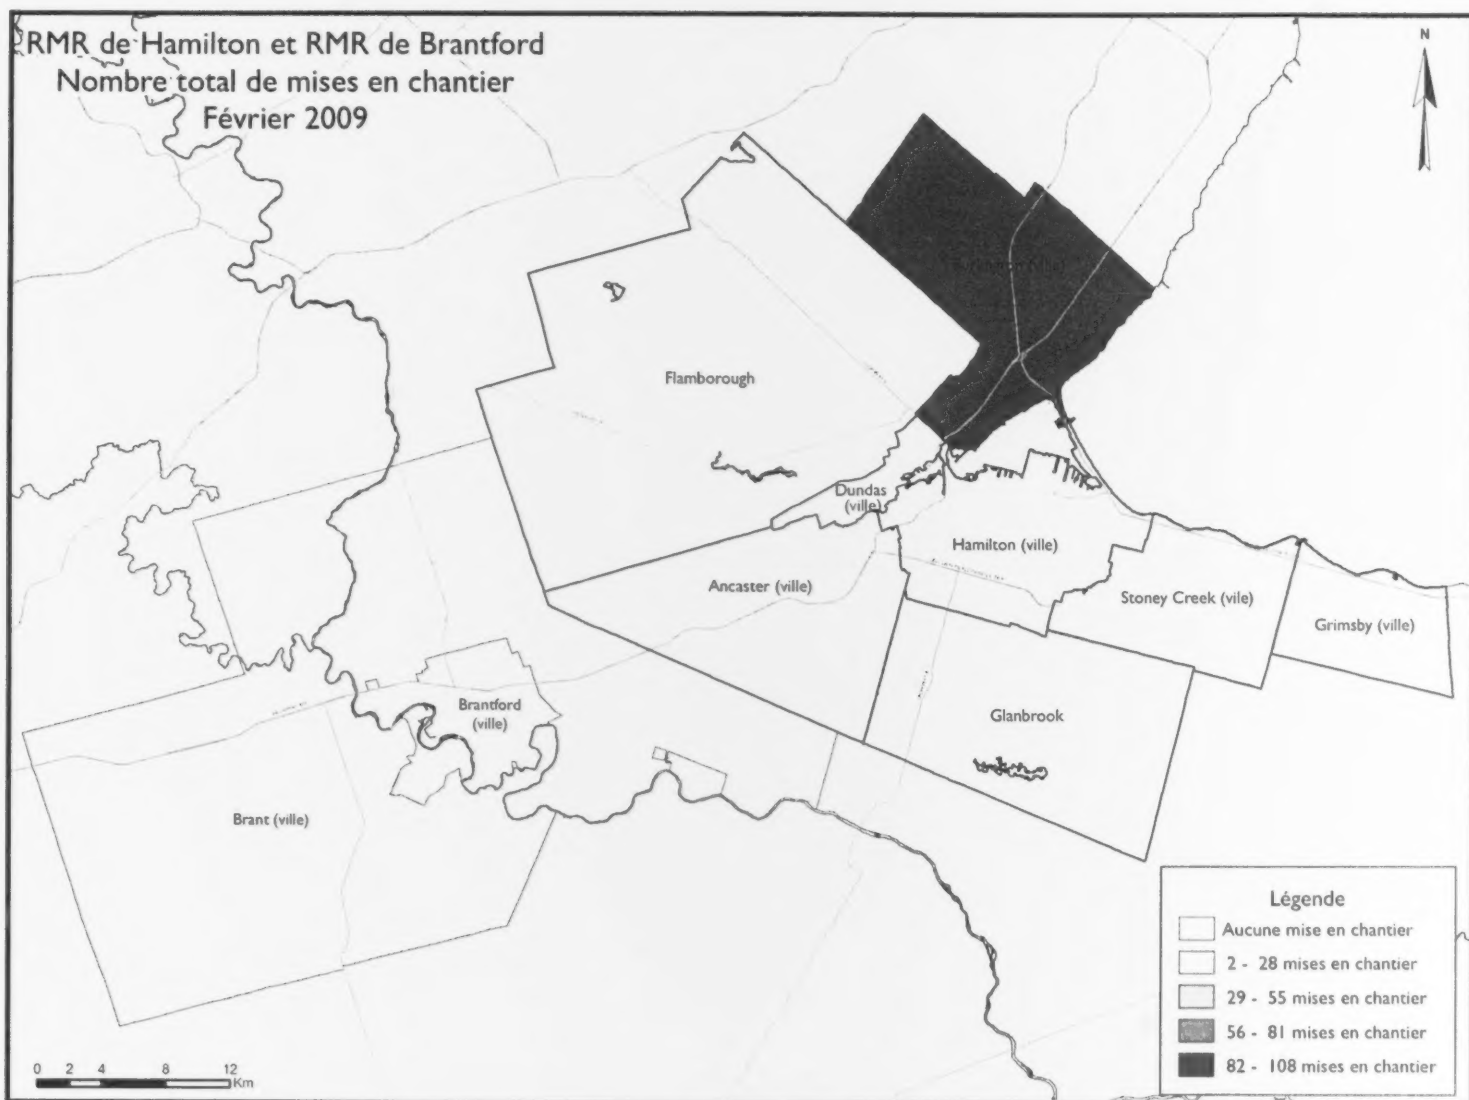 RMR de Hamilton et RMR de Brantford
Nombre total de mises en chantier
Février 2009
N
Flamborough
Dundas
(ville)
Hamilton (ville)
Ancaster (ville)
Stoney Creek (vile)
Grimsby (ville)
Brantford
(ville)
Glanbrook
Brant (ville)
Légende
Aucune mise en chantier
2 - 28 mises en chantier
29 - 55 mises en chantier
56 - 81 mises en chantier
82 - 108 mises en chantier
0 2 4 8 12
Km